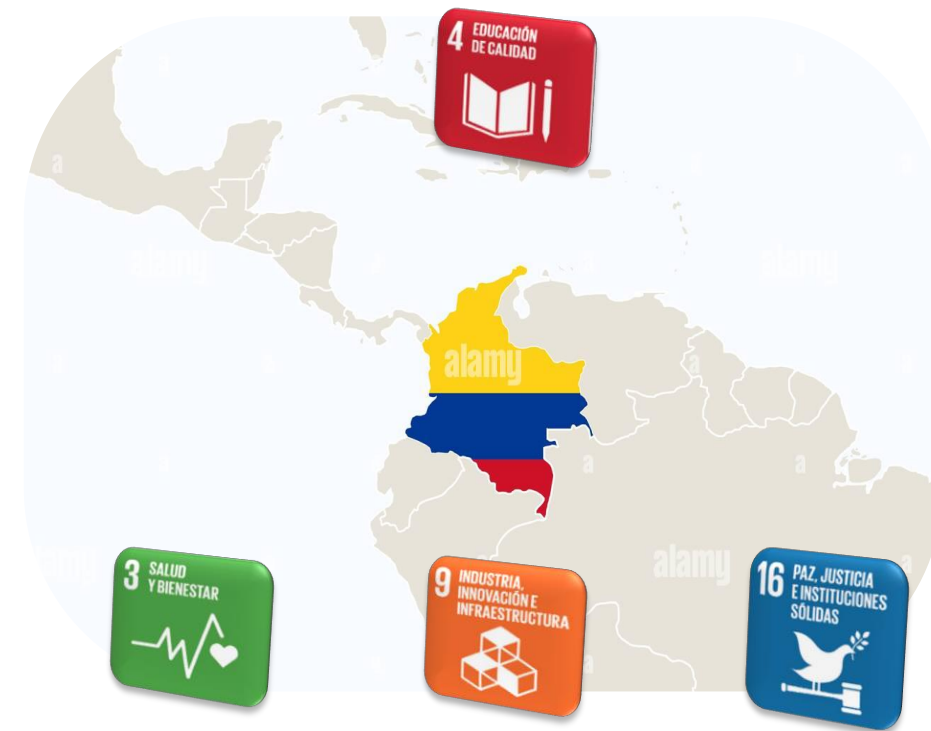 4 EDUCACIÓN
DE CALIDAD
alamy
alamy
alamy
alamy
alamy
3 SALUD
Y BIENESTAR
9 INDUSTRIA,
INNOVACIÓN E
INFRAESTRUCTURA
16 PAZ, JUSTICIA
E INSTITUCIONES
SÓLIDAS